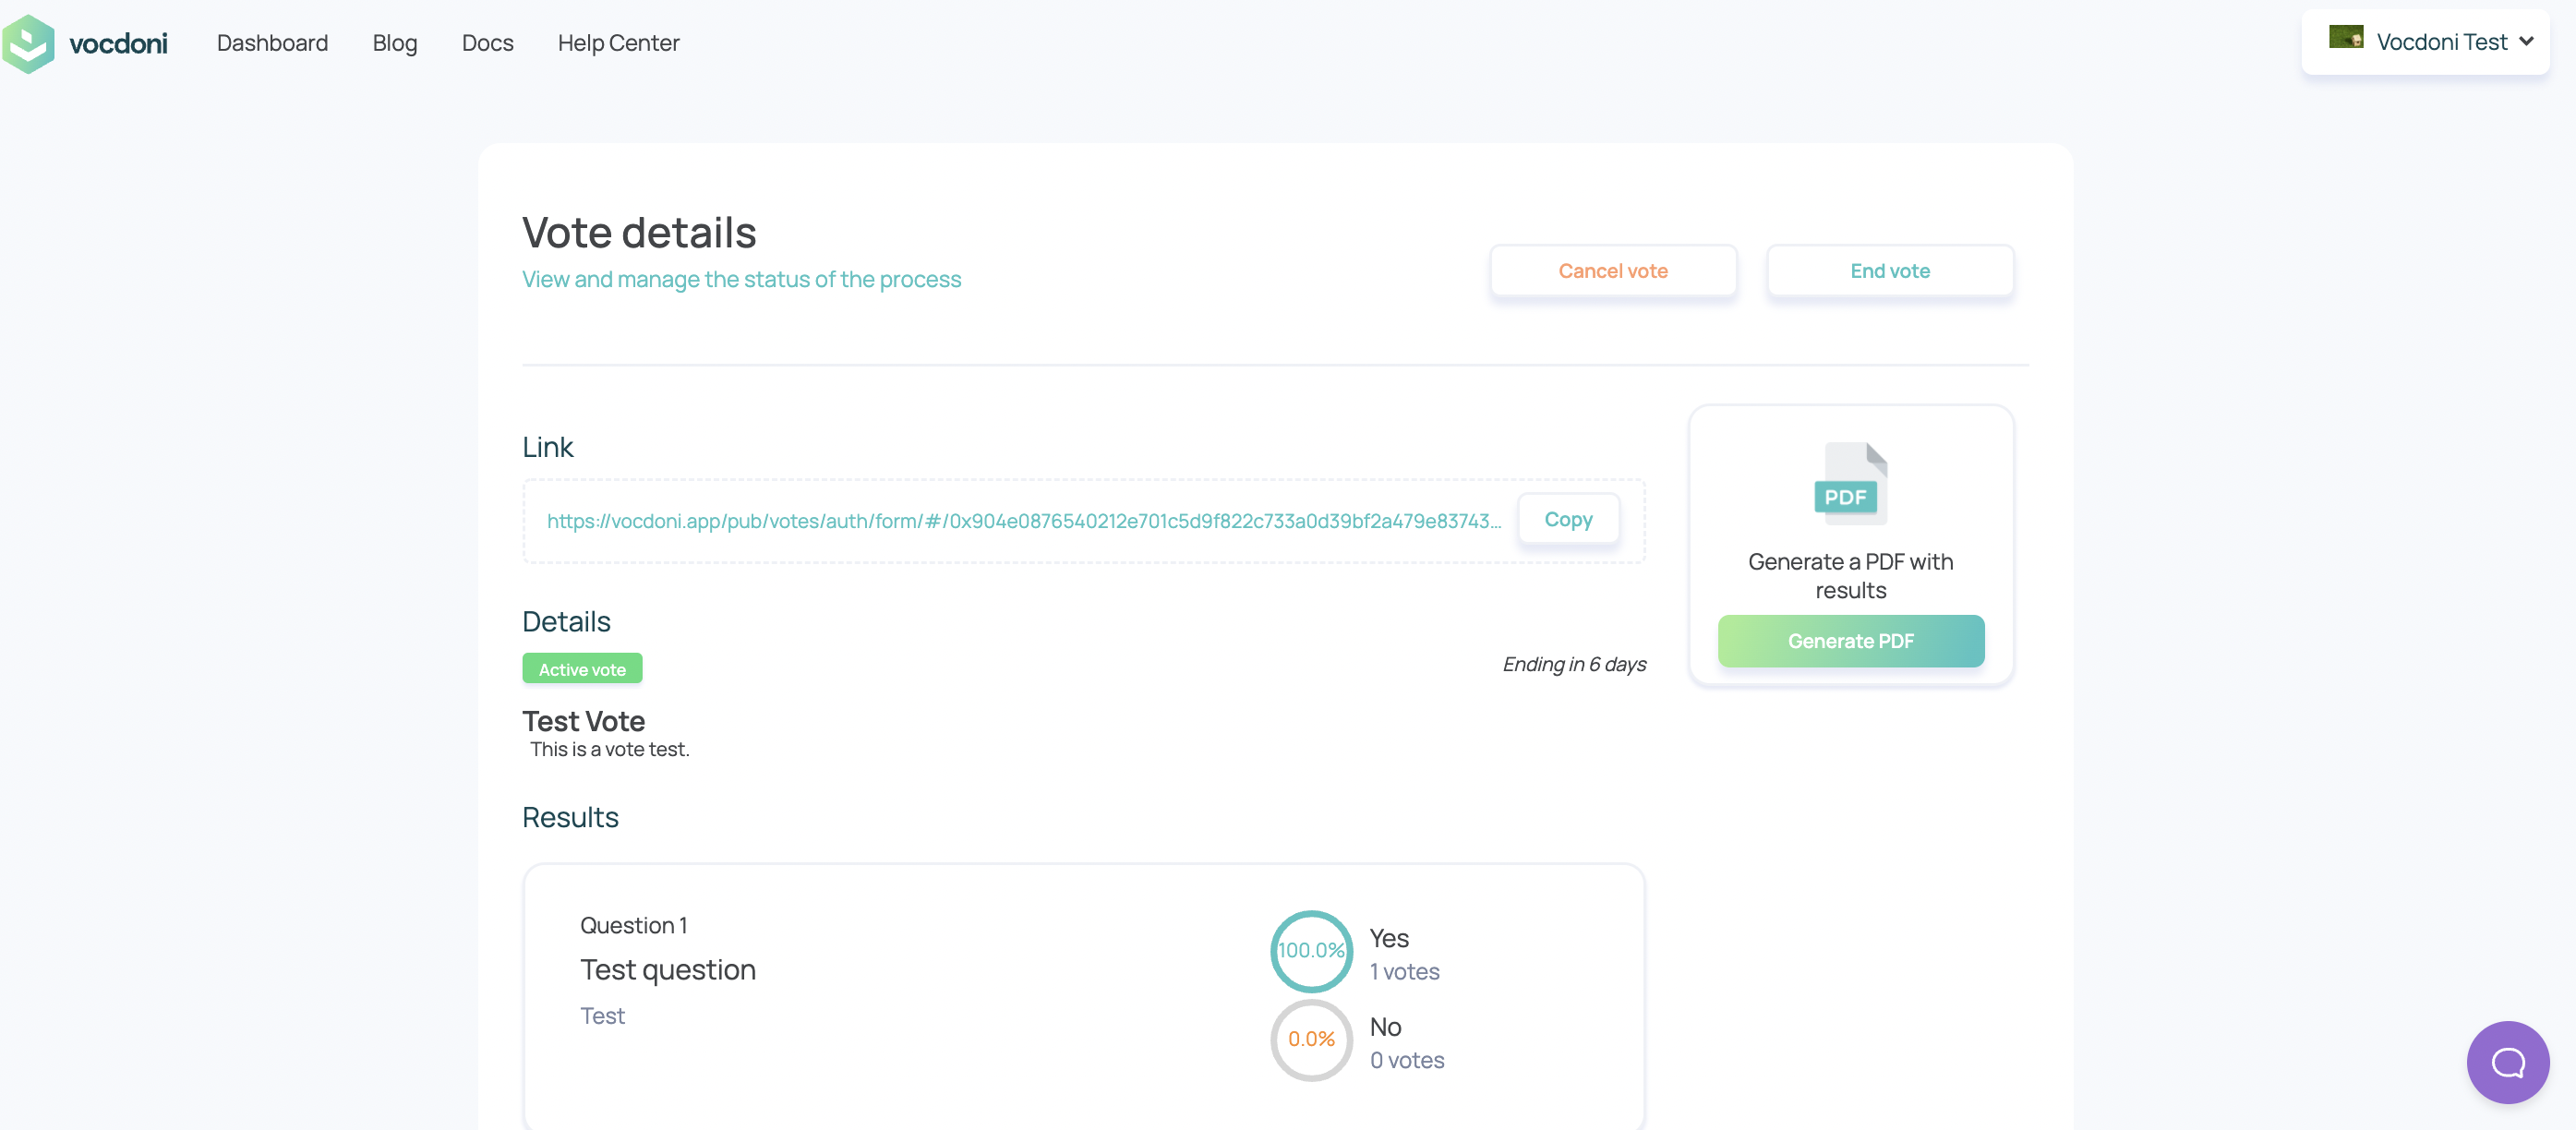 vocdoni Dashboard Blog Docs Help Center Vocdoni Test
Vote details
View and manage the status of the process
Cancel vote End vote
Link
https://vocdoni.app/pub/votes/auth/form/#/0x904e0876540212e701c5d9f822c733a0d39bf2a479e83743... Copy
PDF
Generate a PDF with
results
Generate PDF
Details
Active vote Ending in 6 days
Test Vote
This is a vote test.
Results
Question 1
Test question
Test
100.0% Yes
1 votes
0.0% No
0 votes